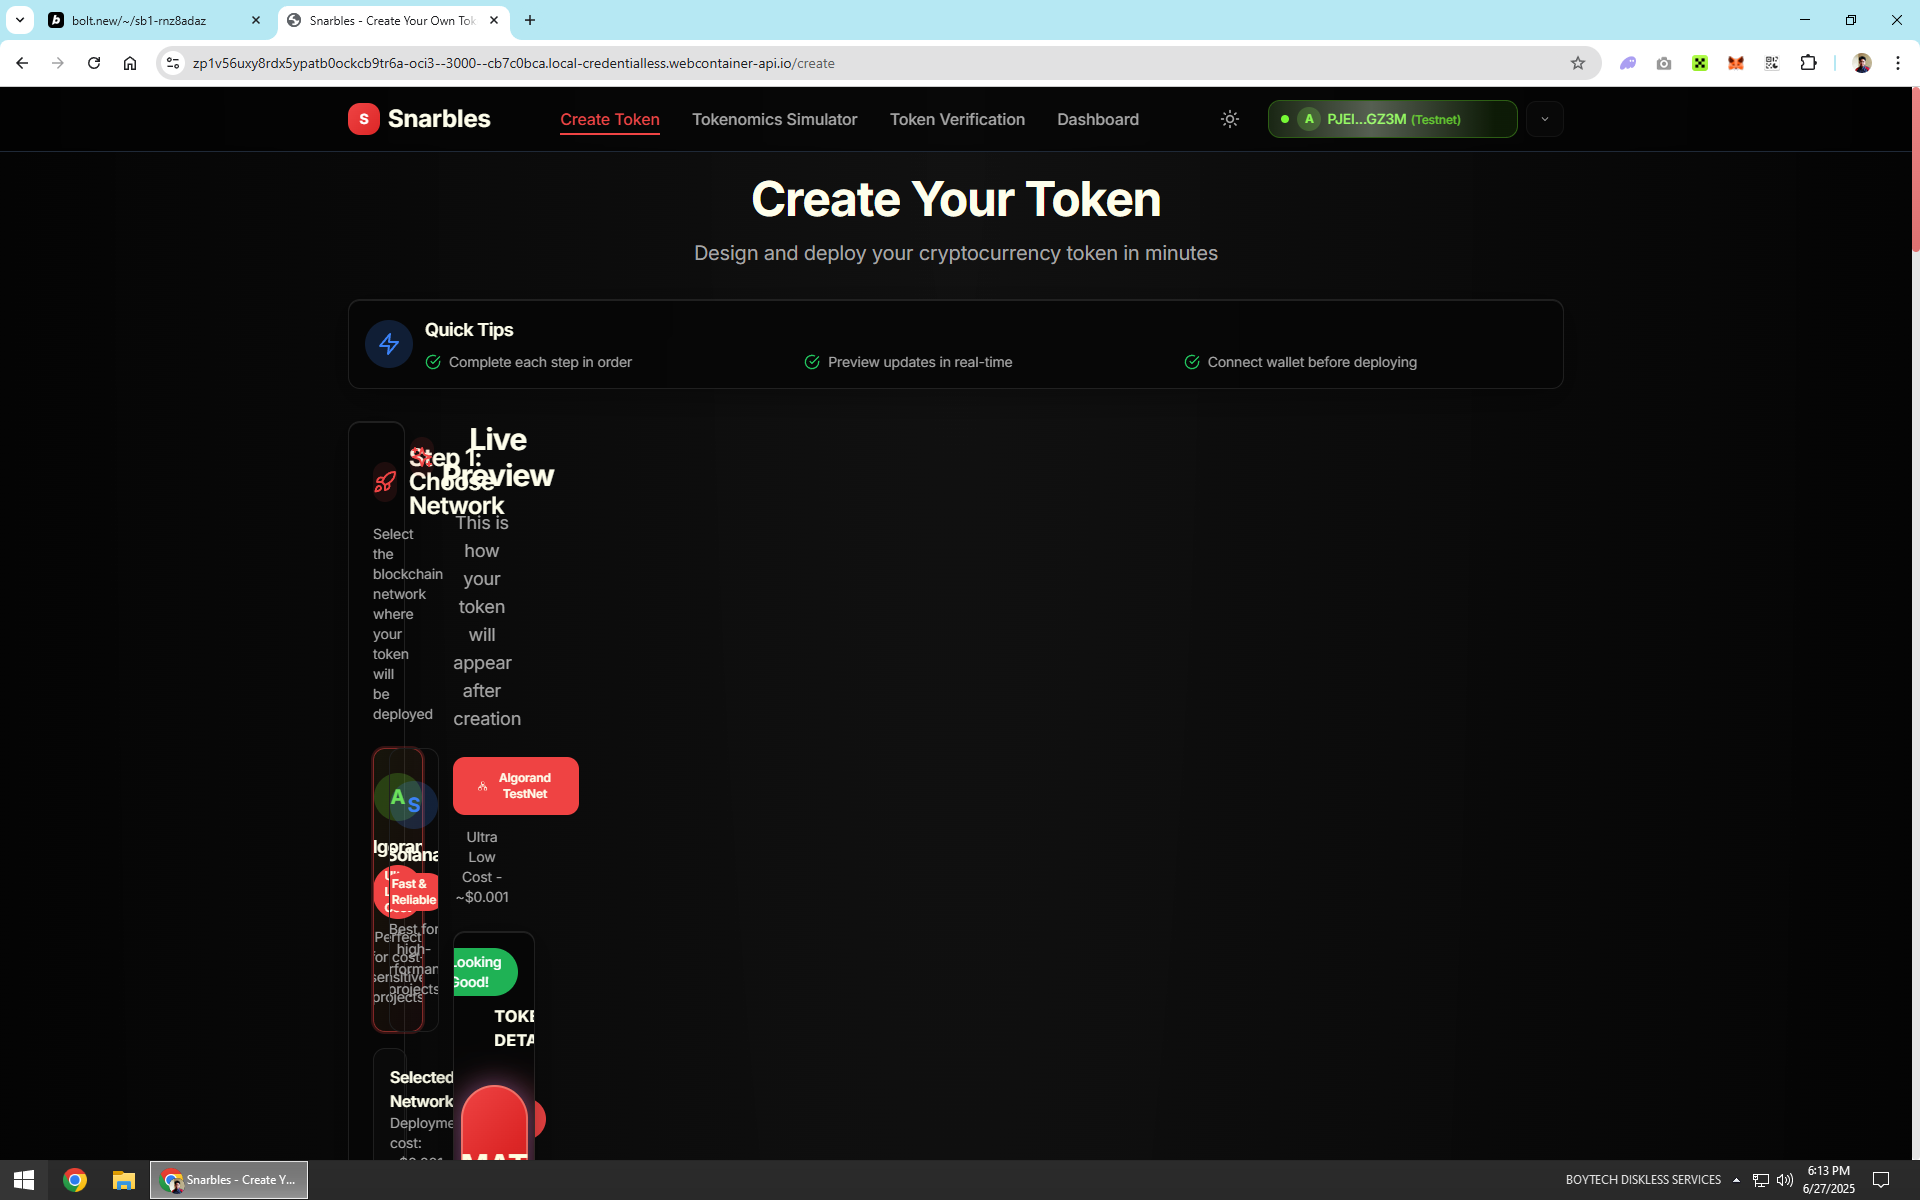 bolt.new/~/sb1-rnz8adaz
Snarbles - Create Your Own Tok
zp1v56uxy8rdx5ypatb0ockcb9tr6a-oci3--3000--cb7c0bca.local-credentialless.webcontainer-api.io/create
S
Snarbles
Create Token
Tokenomics Simulator
Token Verification
Dashboard
A
PJEI...GZ3M (Testnet)
Create Your Token
Design and deploy your cryptocurrency token in minutes
Quick Tips
Complete each step in order
Preview updates in real-time
Connect wallet before deploying
Step 1:
Choose
Network
Select
the
blockchain
network
where
your
token
will
be
deployed
Live
Preview
This is
how
your
token
will
appear
after
creation
Algorand
TestNet
Ultra
Low
Cost -
~$0.001
A
S
lgoran
Solana
Fast &
Reliable
Perfect
for cost-
sensitive
projects
Best for
high-
rforman
projects
Looking
Good!
TOKE
DETA
Selected
Network
Deployme
cost:
MAT
Snarbles - Create Y...
BOYTECH DISKLESS SERVICES
6:13 PM
6/27/2025